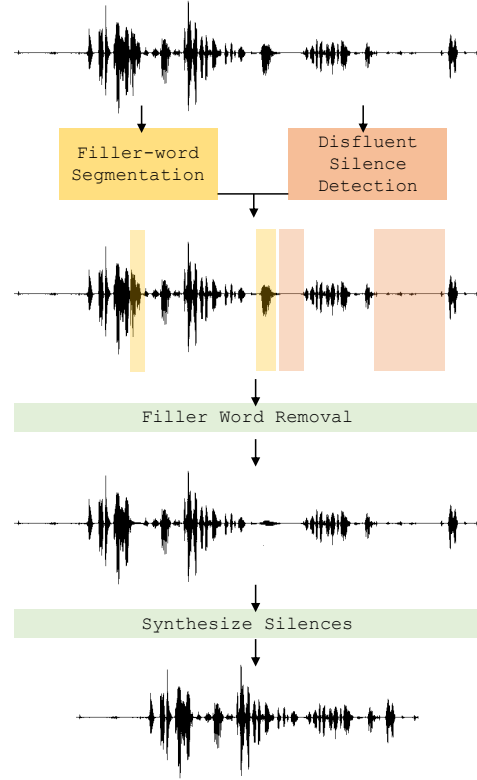 Filler-word
Segmentation
Disfluent
Silence
Detection
Filler Word Removal
Synthesize Silences